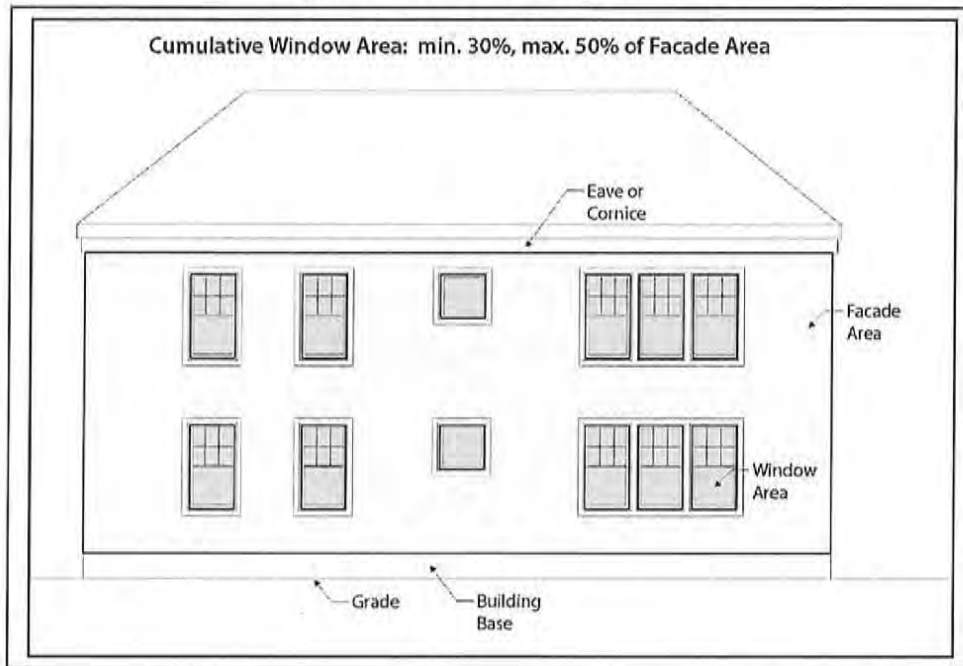 Cumulative Window Area: min. 30%, max. 50% of Facade Area
Eave or
Cornice
Facade
Area
Window
Area
Grade
Building
Base